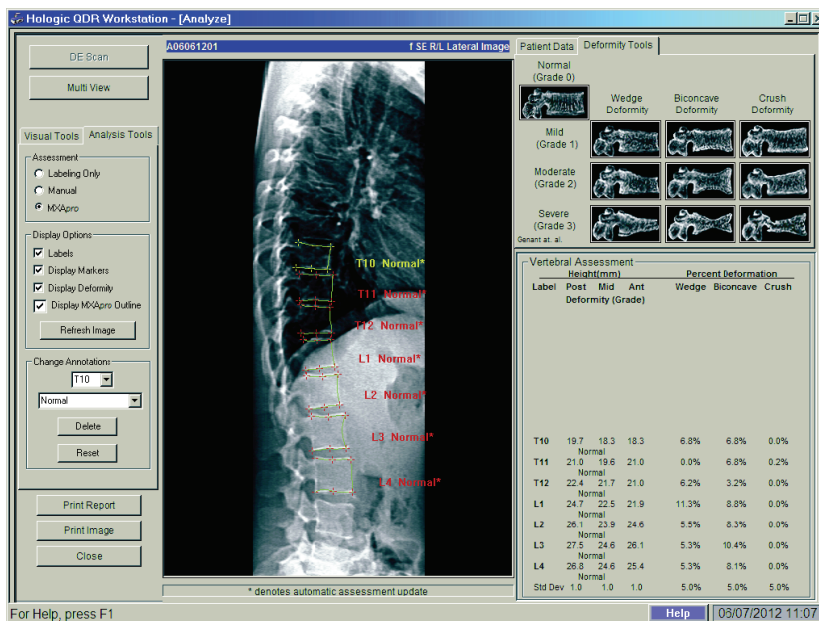 Hologic QDR Workstation - [Analyze]
DE Scan
Multi View
Visual Tools
Analysis Tools
Assessment
Labeling Only
Manual
MXApro
Display Options
Labels
Display Markers
Display Deformity
Display MXApro Outline
Refresh Image
Change Annotations
T10
Normal
Delete
Reset
Print Report
Print Image
Close
A06061201 f SE R/L Lateral Image
T10 Normal*
T11 Normal*
T12 Normal*
L1 Normal*
L2 Normal*
L3 Normal*
L4 Normal*
* denotes automatic assessment update
Patient Data
Deformity Tools
Normal
(Grade 0)
Wedge
Deformity
Biconcave
Deformity
Crush
Deformity
Mild
(Grade 1)
Moderate
(Grade 2)
Severe
(Grade 3)
Genant at. al.
Vertebral Assessment
Height(mm) Percent Deformation
Label Post Mid Ant Wedge Biconcave Crush
Deformity (Grade)
T10 19.7 18.3 18.3 6.8% 6.8% 0.0%
Normal
T11 21.0 19.6 21.0 0.0% 6.8% 0.2%
Normal
T12 22.4 21.7 21.0 6.2% 3.2% 0.0%
Normal
L1 24.7 22.5 21.9 11.3% 8.8% 0.0%
Normal
L2 26.1 23.9 24.6 5.5% 8.3% 0.0%
Normal
L3 27.5 24.6 26.1 5.3% 10.4% 0.0%
Normal
L4 26.8 24.6 25.4 5.3% 8.1% 0.0%
Normal
Std Dev 1.0 1.0 1.0 5.0% 5.0% 5.0%
For Help, press F1
Help
06/07/2012 11:07